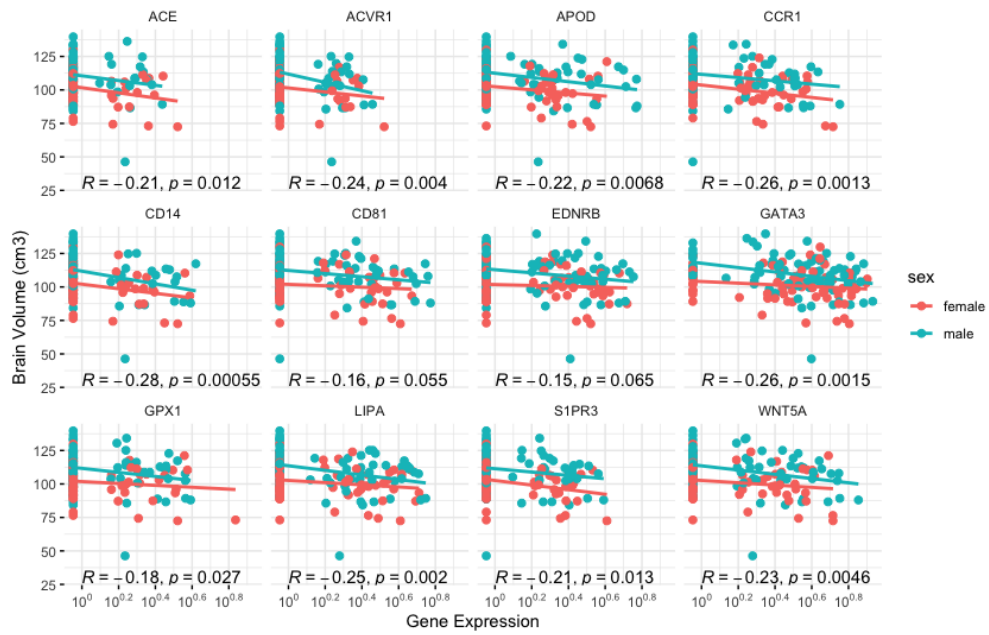 ACE ACVR1 APOD CCR1
125
100
75
50
25
R = −0.21, p = 0.012 R = −0.24, p = 0.004 R = −0.22, p = 0.0068 R = −0.26, p = 0.0013
CD14 CD81 EDNRB GATA3
125
100
75
50
25
R = −0.28, p = 0.00055 R = −0.16, p = 0.055 R = −0.15, p = 0.065 R = −0.26, p = 0.0015
GPX1 LIPA S1PR3 WNT5A
125
100
75
50
25
R = −0.18, p = 0.027 R = −0.25, p = 0.002 R = −0.21, p = 0.013 R = −0.23, p = 0.0046
10^0 10^0.2 10^0.4 10^0.6 10^0.8 10^0 10^0.2 10^0.4 10^0.6 10^0.8 10^0 10^0.2 10^0.4 10^0.6 10^0.8 10^0 10^0.2 10^0.4 10^0.6 10^0.8
Gene Expression
Brain Volume (cm3)
sex
female
male